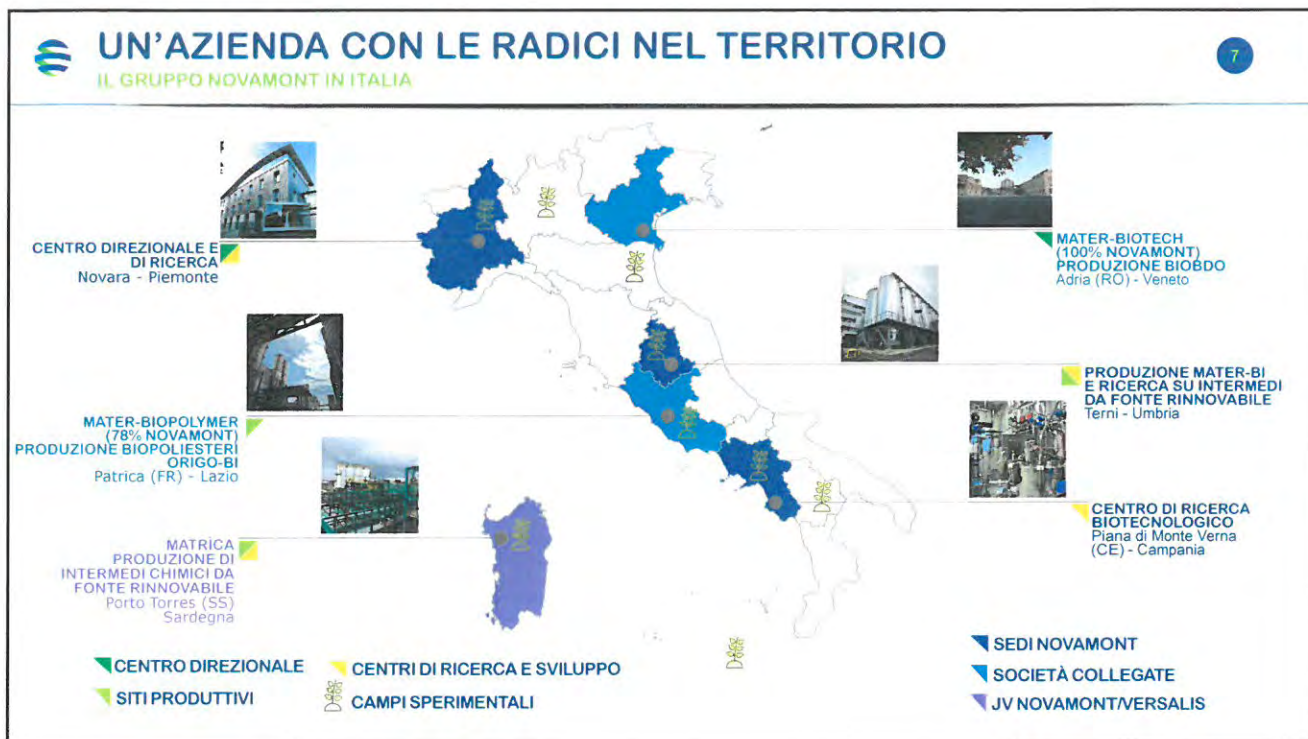 UN'AZIENDA CON LE RADICI NEL TERRITORIO
7
IL GRUPPO NOVAMONT IN ITALIA
CENTRO DIREZIONALE E
DI RICERCA
Novara - Piemonte
MATER-BIOTECH
(100% NOVAMONT)
PRODUZIONE BIOBDO
Adria (RO) - Veneto
MATER-BIOPOLYMER
(78% NOVAMONT)
PRODUZIONE BIOPOLIESTERI
ORIGO-BI
Patrica (FR) - Lazio
PRODUZIONE MATER-BI
E RICERCA SU INTERMEDI
DA FONTE RINNOVABILE
Terni - Umbria
MATRÌCA
PRODUZIONE DI
INTERMEDI CHIMICI DA
FONTE RINNOVABILE
Porto Torres (SS)
Sardegna
CENTRO DI RICERCA
BIOTECNOLOGICO
Piana di Monte Verna
(CE) - Campania
CENTRO DIREZIONALE
SITI PRODUTTIVI
CENTRI DI RICERCA E SVILUPPO
CAMPI SPERIMENTALI
SEDI NOVAMONT
SOCIETÀ COLLEGATE
JV NOVAMONT/VERSALIS